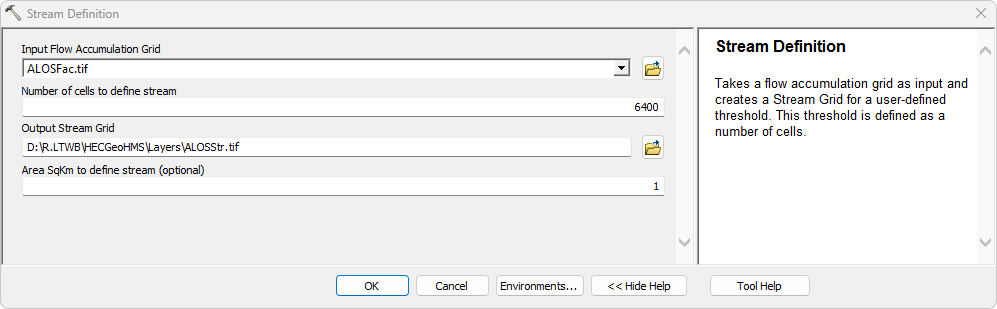 Stream Definition
Input Flow Accumulation Grid
ALOSFac.tif
Number of cells to define stream
6400
Output Stream Grid
D:\R.LTWB\HECGeoHMS\Layers\ALOSStr.tif
Area SqKm to define stream (optional)
1
Stream Definition
Takes a flow accumulation grid as input and
creates a Stream Grid for a user-defined
threshold. This threshold is defined as a
number of cells.
OK
Cancel
Environments...
<< Hide Help
Tool Help